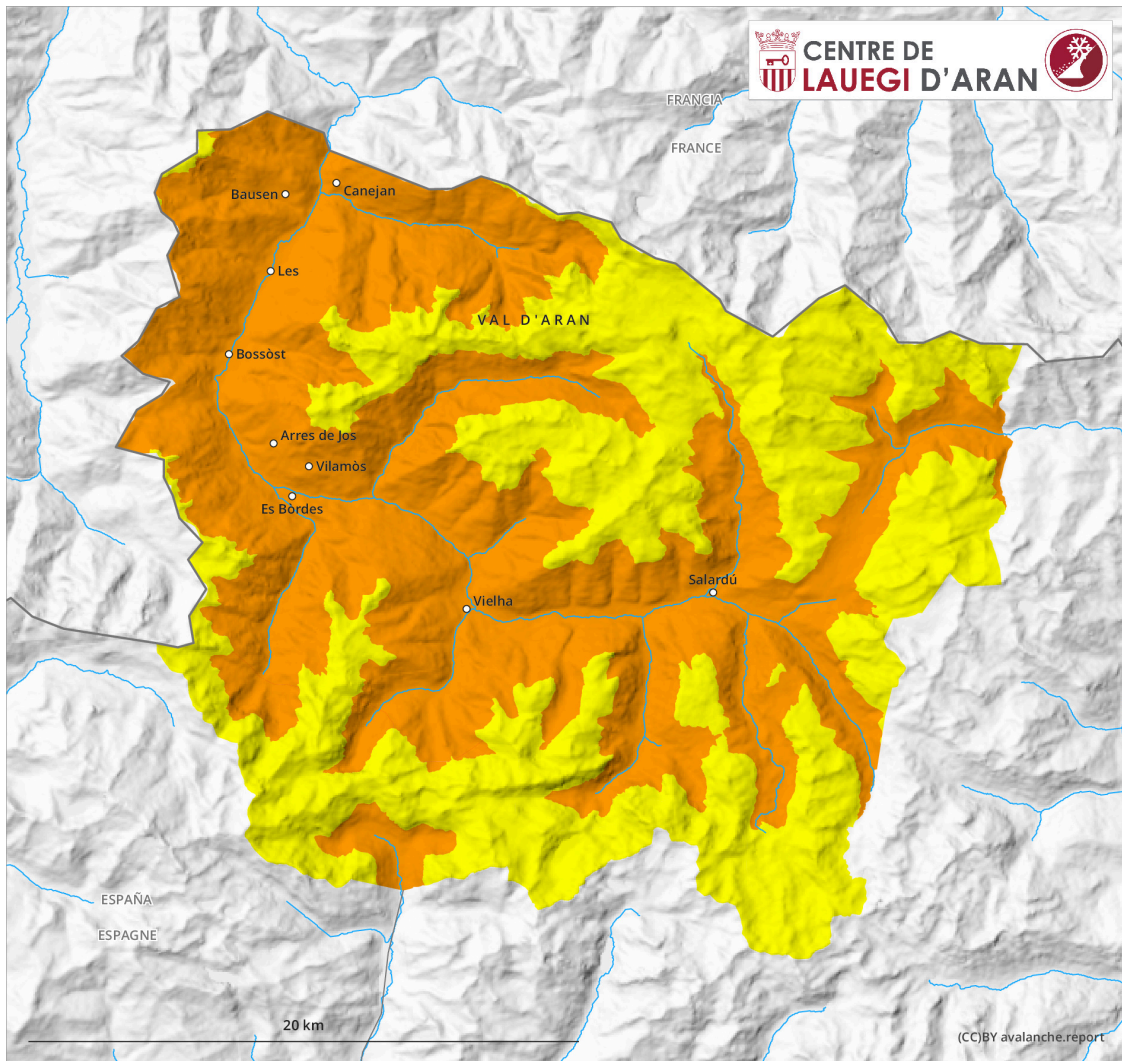 CENTRE DE
LAUEGI D'ARAN
FRANCIA
FRANCE
Bausen
Canejan
Les
VAL D'ARAN
Bossòst
Arres de Jos
Vilamòs
Es Bòrdes
Salardú
Vielha
ESPAÑA
ESPAGNE
20 km
(CC)BY avalanche.report